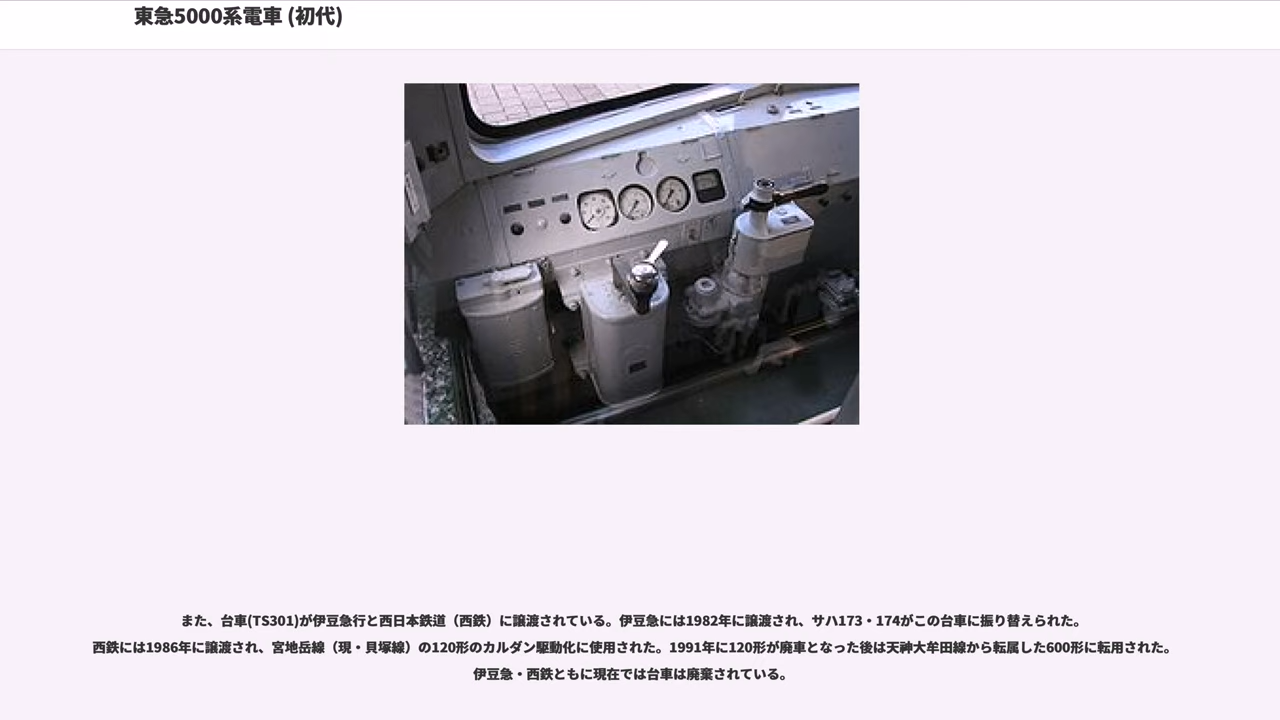 東急5000系電車 (初代)
また、台車(TS301)が伊豆急行と西日本鉄道（西鉄）に譲渡されている。伊豆急には1982年に譲渡され、サハ173・174がこの台車に振り替えられた。
西鉄には1986年に譲渡され、宮地岳線（現・貝塚線）の120形のカルダン駆動化に使用された。1991年に120形が廃車となった後は天神大牟田線から転属した600形に転用された。
伊豆急・西鉄ともに現在では台車は廃棄されている。